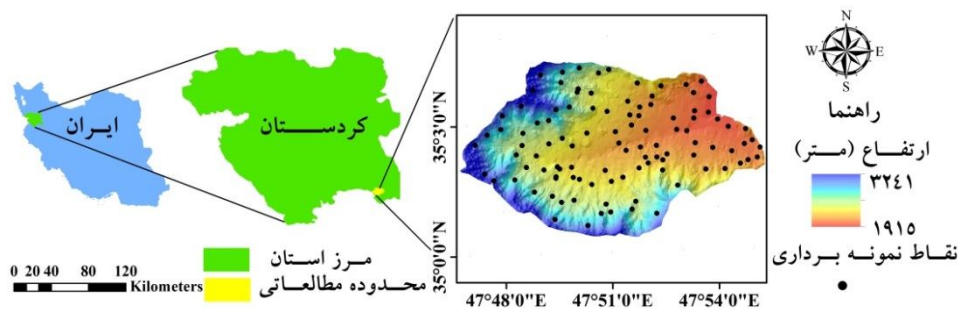 ایران
کردستان
مرز استان
محدوده مطالعاتی
0 20 40 80 120
Kilometers
35°3'0"N
35°0'0"N
47°48'0"E 47°51'0"E 47°54'0"E
N
W E
S
راهنما
ارتفاع (متر)
۳۲۴۱
۱۹۱۵
نقاط نمونه برداری